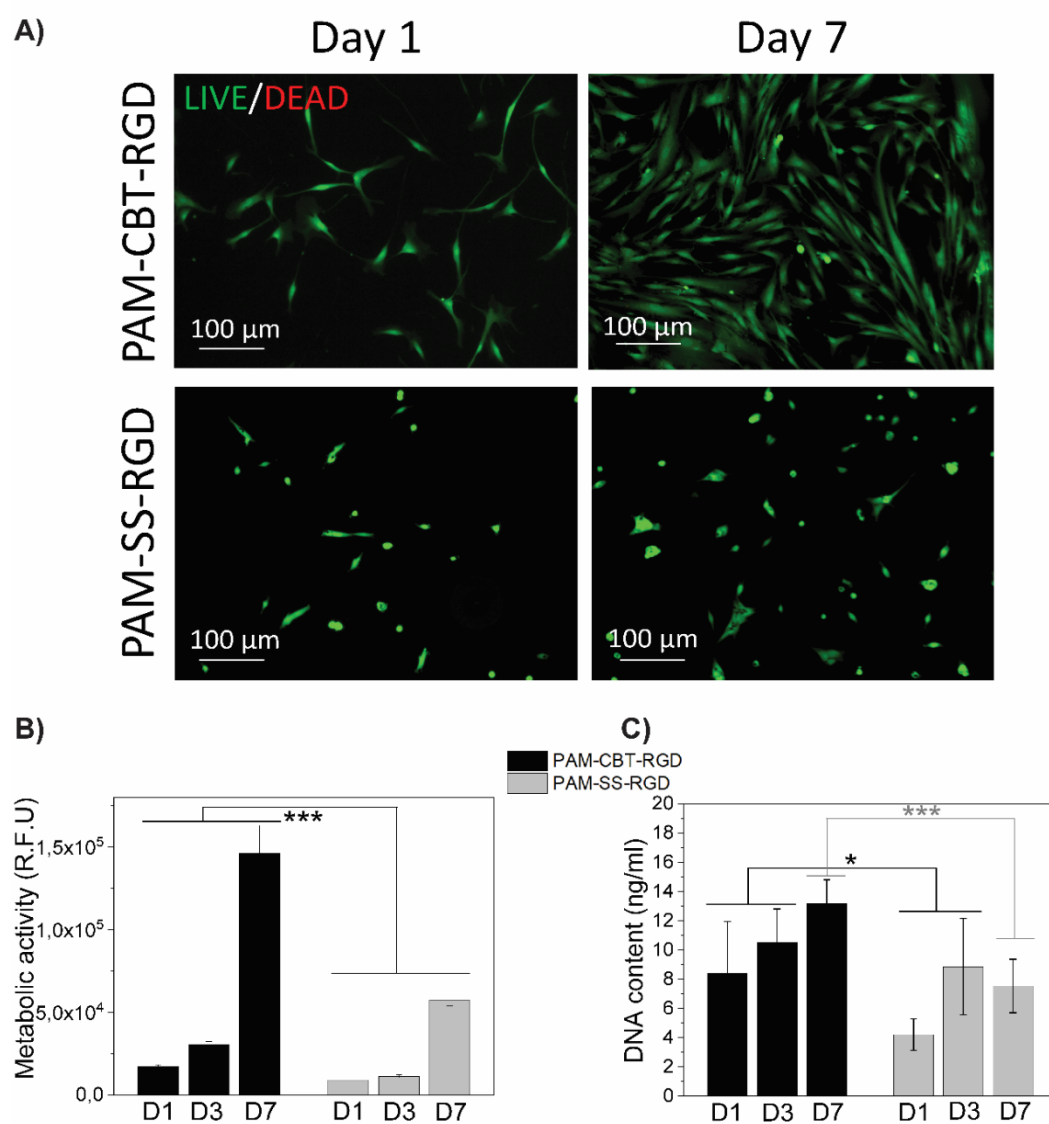 A)
Day 1
Day 7
PAM-CBT-RGD
LIVE/DEAD
100 µm
100 µm
PAM-SS-RGD
100 µm
100 µm
B)
C)
PAM-CBT-RGD
PAM-SS-RGD
Metabolic activity (R.F.U)
1,5x10⁵
1,0x10⁵
5,0x10⁴
0,0
***
D1 D3 D7 D1 D3 D7
DNA content (ng/ml)
20
18
16
14
12
10
8
6
4
2
0
***
*
D1 D3 D7 D1 D3 D7